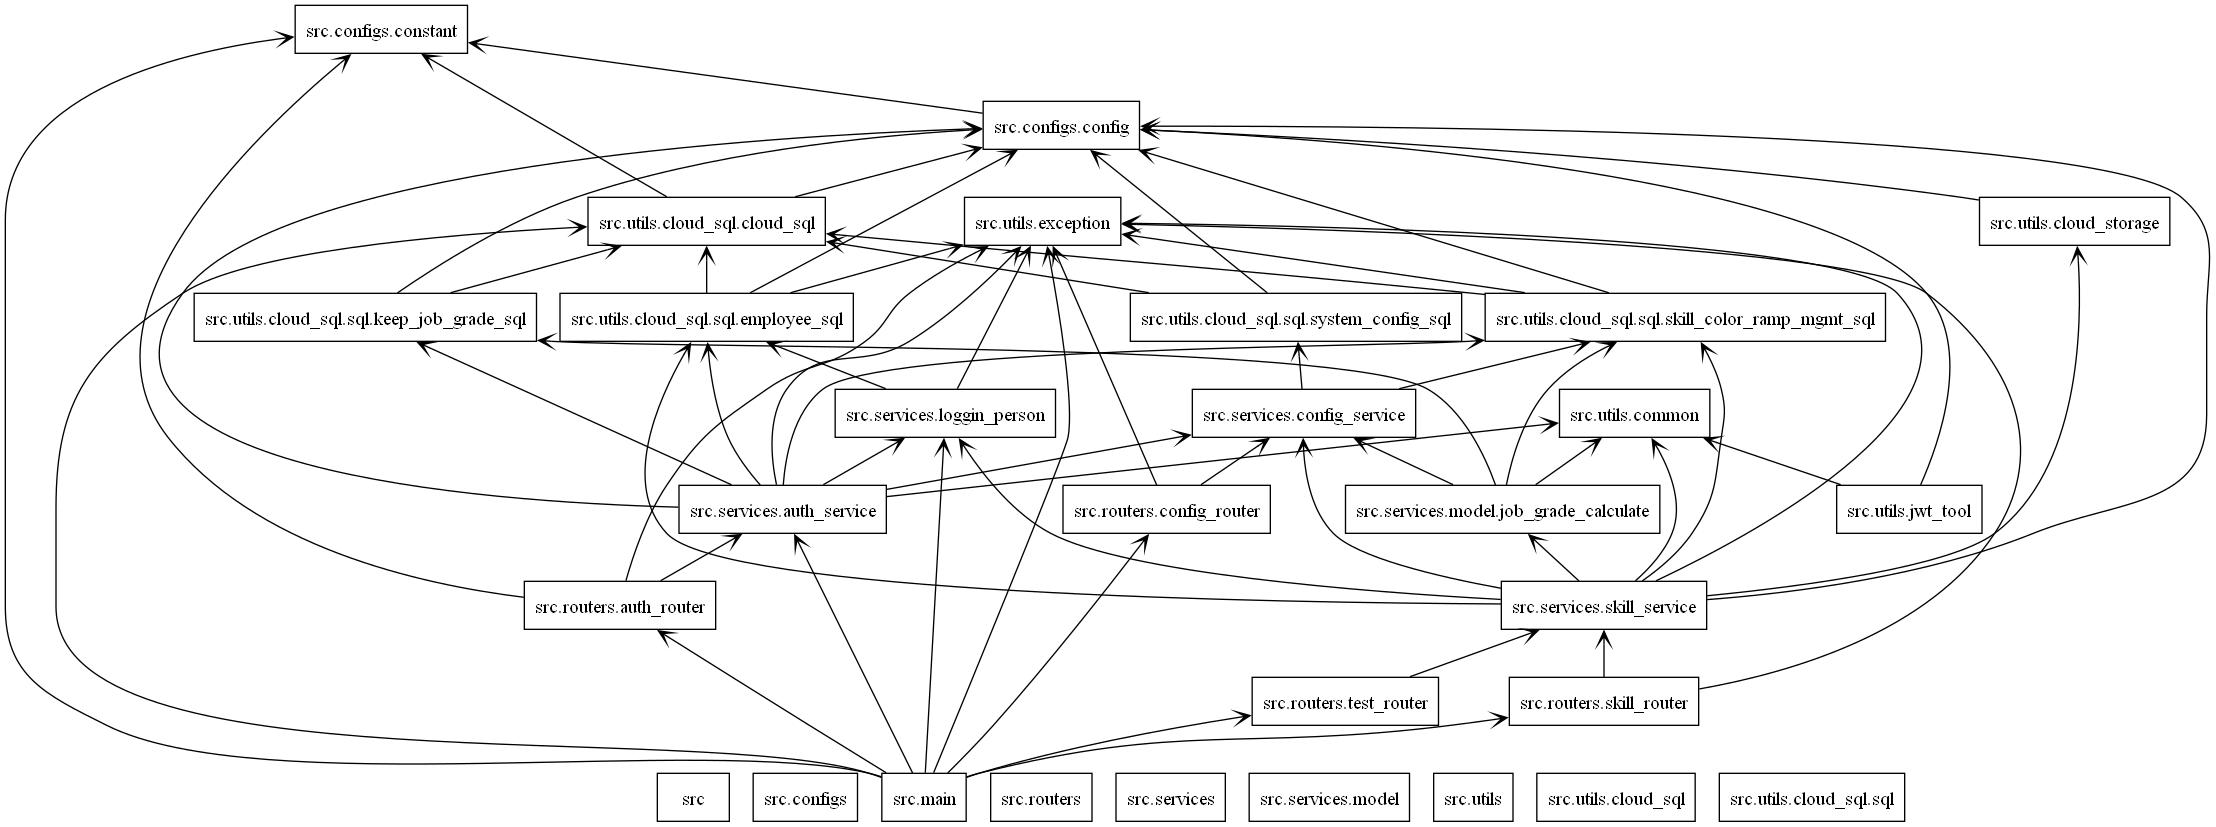 src.configs.constant
src.configs.config
src.utils.cloud_sql.cloud_sql
src.utils.exception
src.utils.cloud_storage
src.utils.cloud_sql.sql.keep_job_grade_sql
src.utils.cloud_sql.sql.employee_sql
src.utils.cloud_sql.sql.system_config_sql
src.utils.cloud_sql.sql.skill_color_ramp_mgmt_sql
src.services.loggin_person
src.services.config_service
src.utils.common
src.services.auth_service
src.routers.config_router
src.services.model.job_grade_calculate
src.utils.jwt_tool
src.routers.auth_router
src.services.skill_service
src.routers.test_router
src.routers.skill_router
src
src.configs
src.main
src.routers
src.services
src.services.model
src.utils
src.utils.cloud_sql
src.utils.cloud_sql.sql